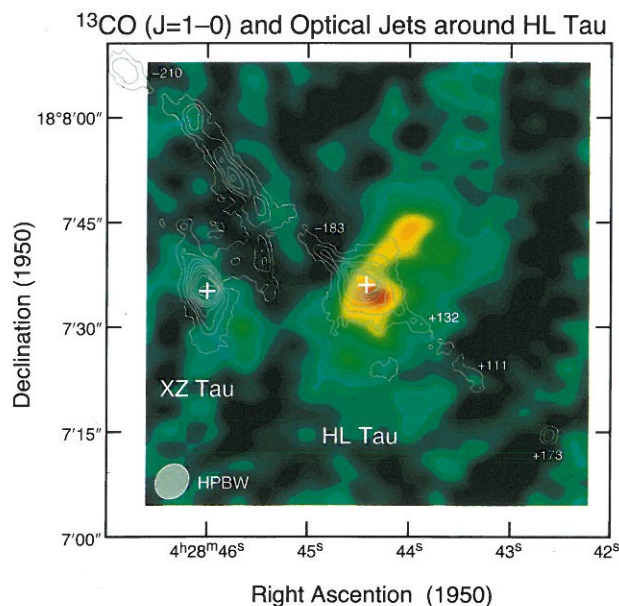 ¹³CO (J=1–0) and Optical Jets around HL Tau
−210
18°8′00″
7′45″
−183
7′30″
+132
+111
XZ Tau
HL Tau
7′15″
+173
HPBW
7′00″
4ʰ28ᵐ46ˢ 45ˢ 44ˢ 43ˢ 42ˢ
Right Ascension (1950)
Declination (1950)